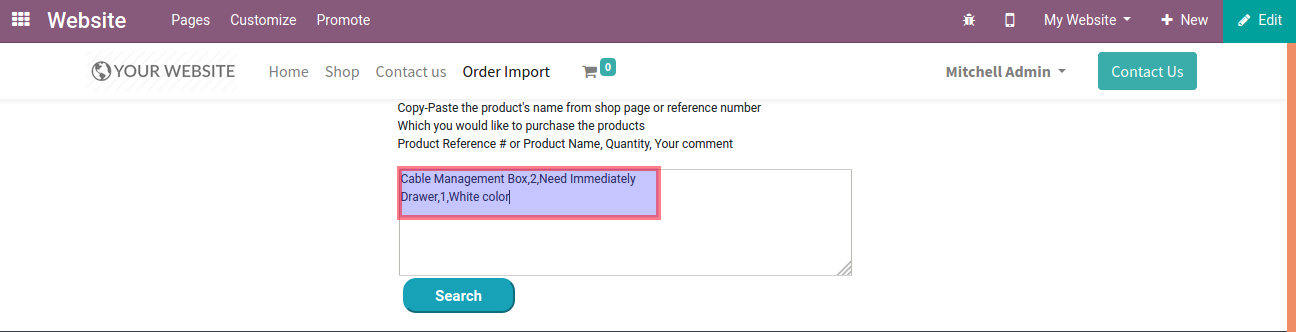 Website Pages Customize Promote My Website New Edit
YOUR WEBSITE Home Shop Contact us Order Import 0 Mitchell Admin Contact Us
Copy-Paste the product's name from shop page or reference number
Which you would like to purchase the products
Product Reference # or Product Name, Quantity, Your comment
Cable Management Box,2,Need Immediately
Drawer,1,White color
Search